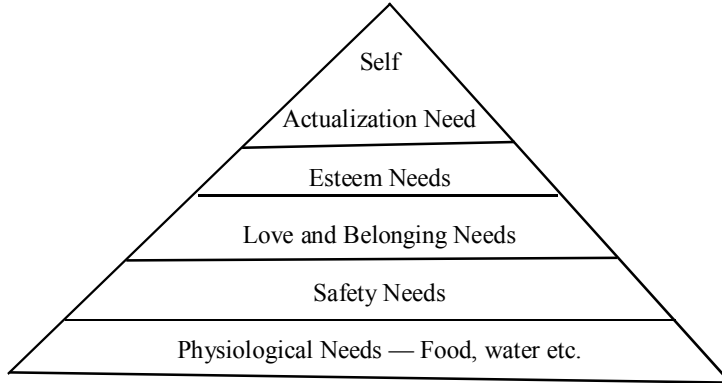 Self
Actualization Need
Esteem Needs
Love and Belonging Needs
Safety Needs
Physiological Needs — Food, water etc.